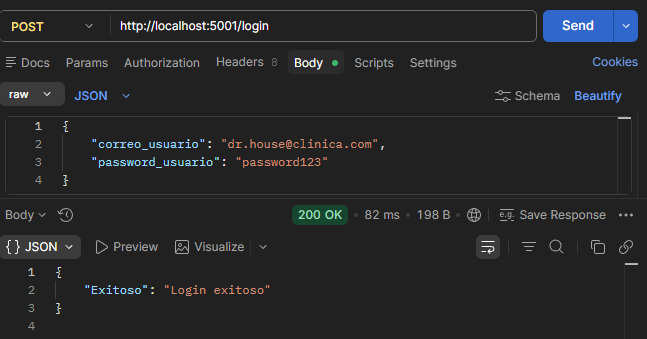 POST http://localhost:5001/login Send
Docs Params Authorization Headers 8 Body Scripts Settings Cookies
raw JSON Schema Beautify
1 {
2 "correo_usuario": "dr.house@clinica.com",
3 "password_usuario": "password123"
4 }
Body 200 OK • 82 ms • 198 B • e.g. Save Response
{} JSON Preview Visualize
1 {
2 "Exitoso": "Login exitoso"
3 }
4